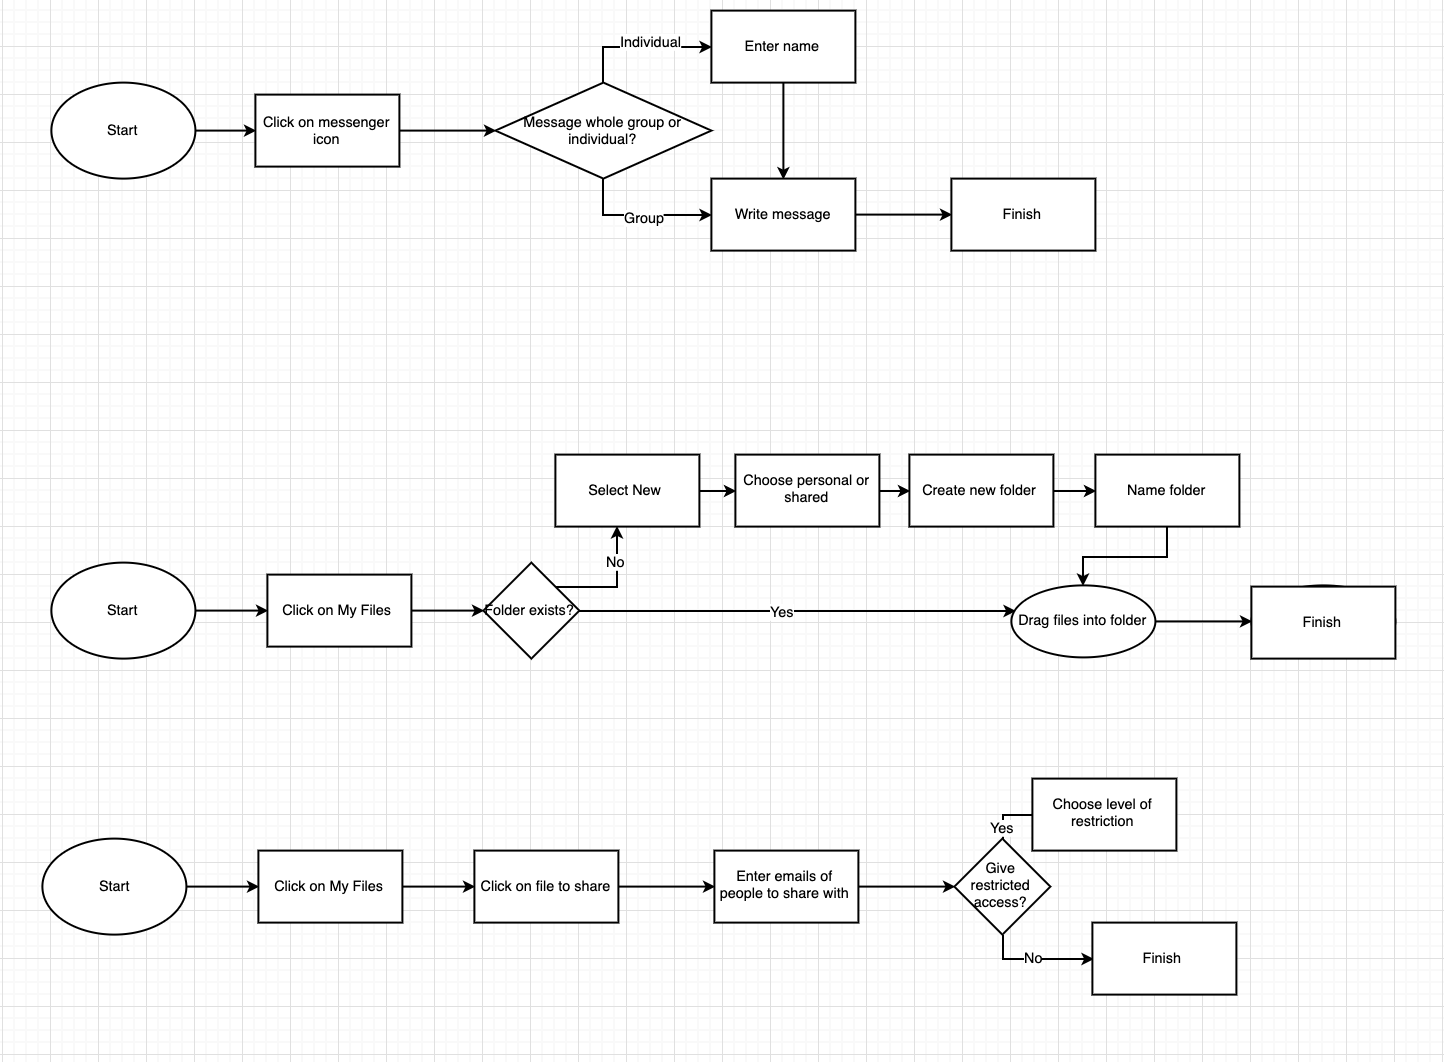 Individual
Enter name
Start
Click on messenger
icon
Message whole group or
individual?
Group
Write message
Finish
Select New
Choose personal or
shared
Create new folder
Name folder
No
Start
Click on My Files
Folder exists?
Yes
Drag files into folder
Finish
Choose level of
restriction
Yes
Start
Click on My Files
Click on file to share
Enter emails of
people to share with
Give
restricted
access?
No
Finish